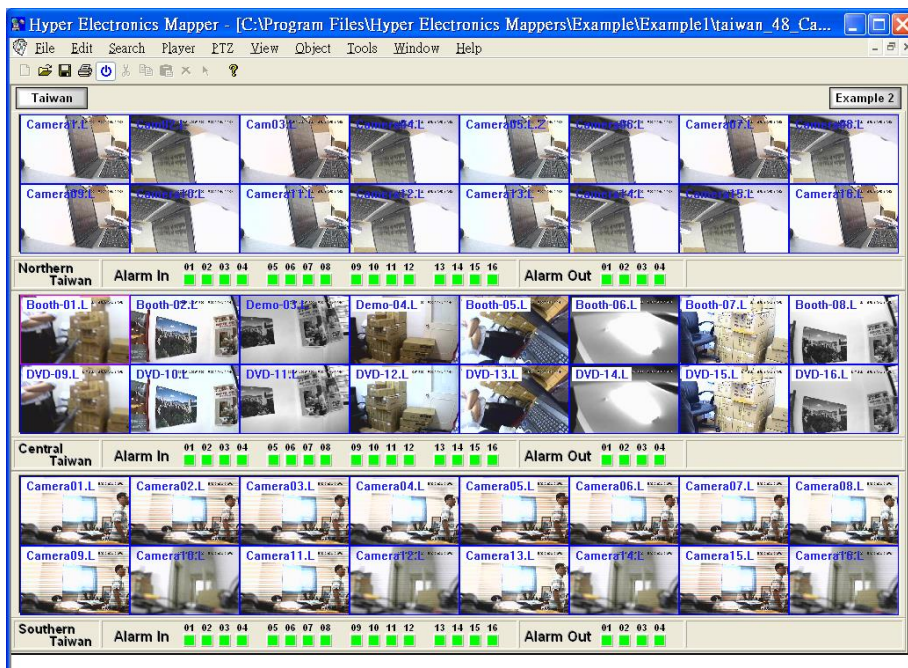 Hyper Electronics Mapper - [C:\Program Files\Hyper Electronics Mappers\Example\Example1\taiwan_48_Ca...
File Edit Search Player PTZ View Object Tools Window Help
Taiwan Example 2
Camera1.L Cam03.L Camera04.L Camera05.L.Z Camera06.L Camera07.L Camera08.L
Camera09.L Camera10.L Camera11.L Camera12.L Camera13.L Camera14.L Camera15.L Camera16.L
Northern Taiwan Alarm In 01 02 03 04 05 06 07 08 09 10 11 12 13 14 15 16 Alarm Out 01 02 03 04
Booth-01.L Booth-02.L Demo-03.L Demo-04.L Booth-05.L Booth-06.L Booth-07.L Booth-08.L
DVD-09.L DVD-10.L DVD-11.L DVD-12.L DVD-13.L DVD-14.L DVD-15.L DVD-16.L
Central Taiwan Alarm In 01 02 03 04 05 06 07 08 09 10 11 12 13 14 15 16 Alarm Out 01 02 03 04
Camera01.L Camera02.L Camera03.L Camera04.L Camera05.L Camera06.L Camera07.L Camera08.L
Camera09.L Camera10.L Camera11.L Camera12.L Camera13.L Camera14.L Camera15.L Camera16.L
Southern Taiwan Alarm In 01 02 03 04 05 06 07 08 09 10 11 12 13 14 15 16 Alarm Out 01 02 03 04